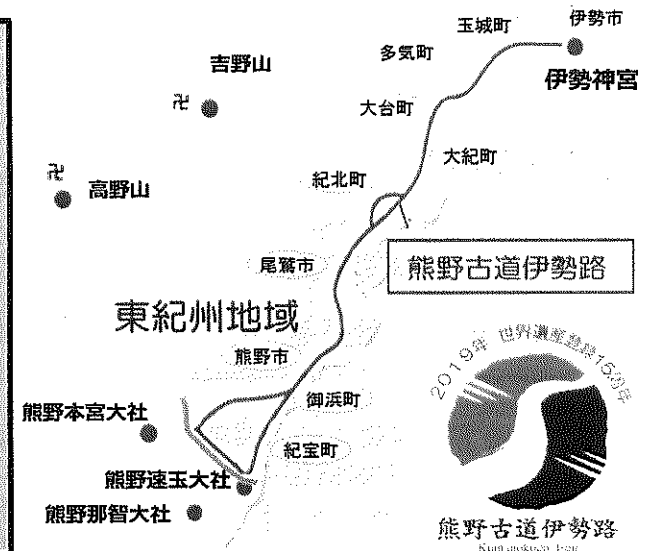 伊勢市
玉城町
多気町
伊勢神宮
吉野山
卍
大台町
大紀町
卍
高野山
紀北町
熊野古道伊勢路
尾鷲市
東紀州地域
熊野市
2019年 世界遺産登録15周年
御浜町
熊野本宮大社
紀宝町
熊野速玉大社
熊野那智大社
熊野古道伊勢路